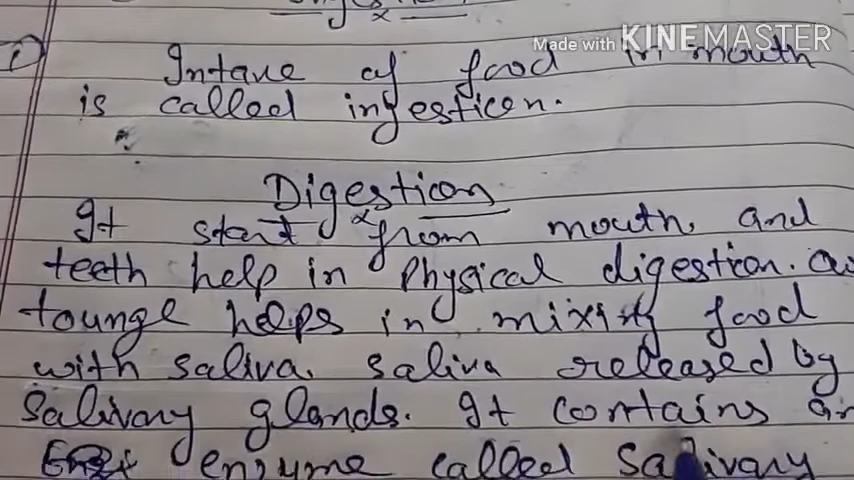 Made with KINEMASTER
Intake of food in mouth
is called ingestion.
Digestion
It start from mouth, and
teeth help in Physical digestion.
tounge helps in mixing food
with saliva. saliva released by
Salivary glands. It contains an
enzyme called Salivary